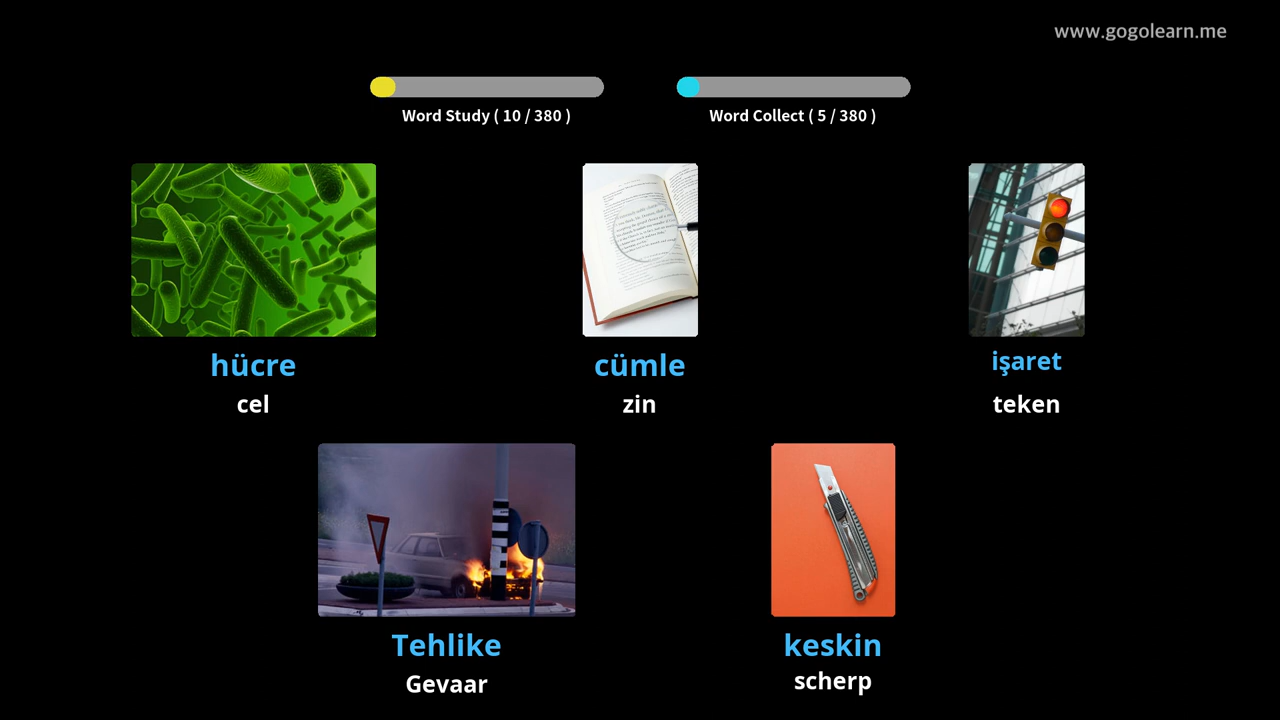 www.gogolearn.me
Word Study ( 10 / 380 )
Word Collect ( 5 / 380 )
hücre
cümle
işaret
cel
zin
teken
Tehlike
keskin
Gevaar
scherp